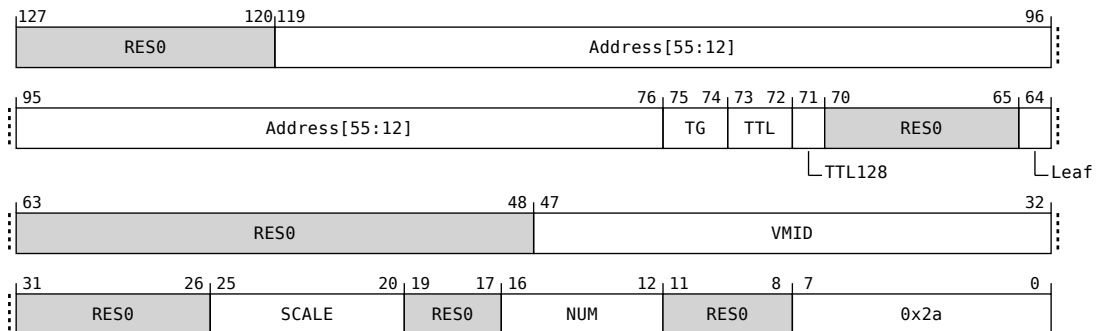 127 120 119 96
RES0 Address[55:12]
95 76 75 74 73 72 71 70 65 64
Address[55:12] TG TTL RES0
TTL128 Leaf
63 48 47 32
RES0 VMID
31 26 25 20 19 17 16 12 11 8 7 0
RES0 SCALE RES0 NUM RES0 0x2a